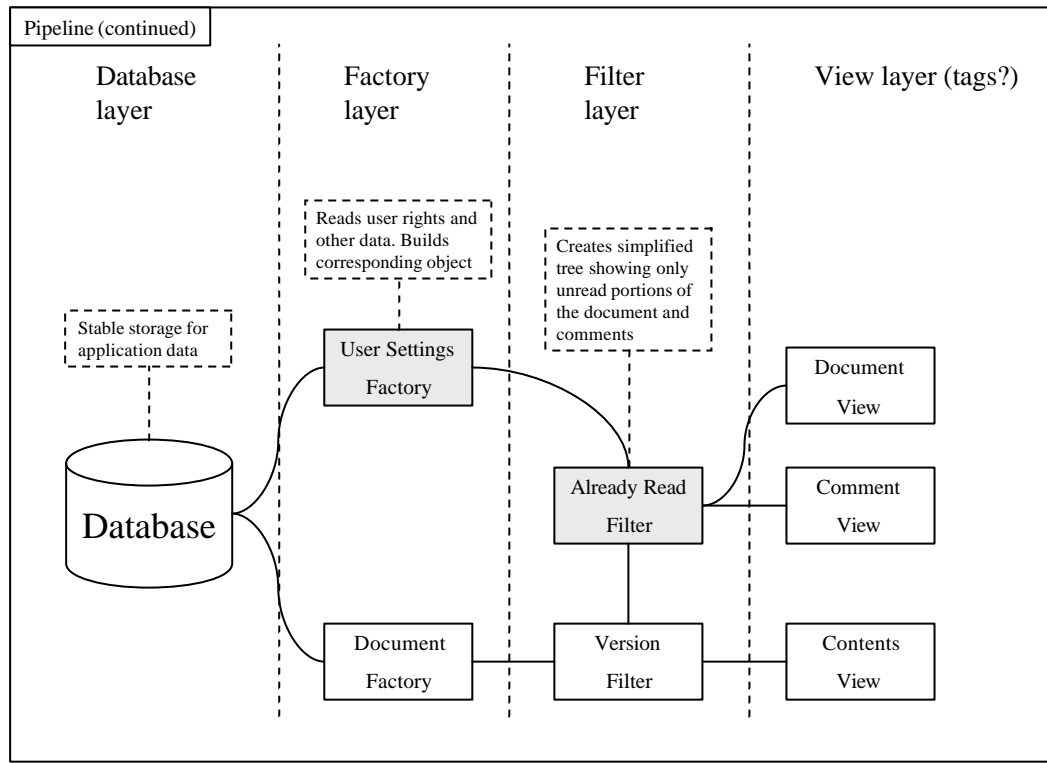 Pipeline (continued)
Database
layer
Factory
layer
Filter
layer
View layer (tags?)
Reads user rights and
other data. Builds
corresponding object
Creates simplified
tree showing only
unread portions of
the document and
comments
Stable storage for
application data
User Settings
Factory
Document
View
Database
Already Read
Filter
Comment
View
Document
Factory
Version
Filter
Contents
View